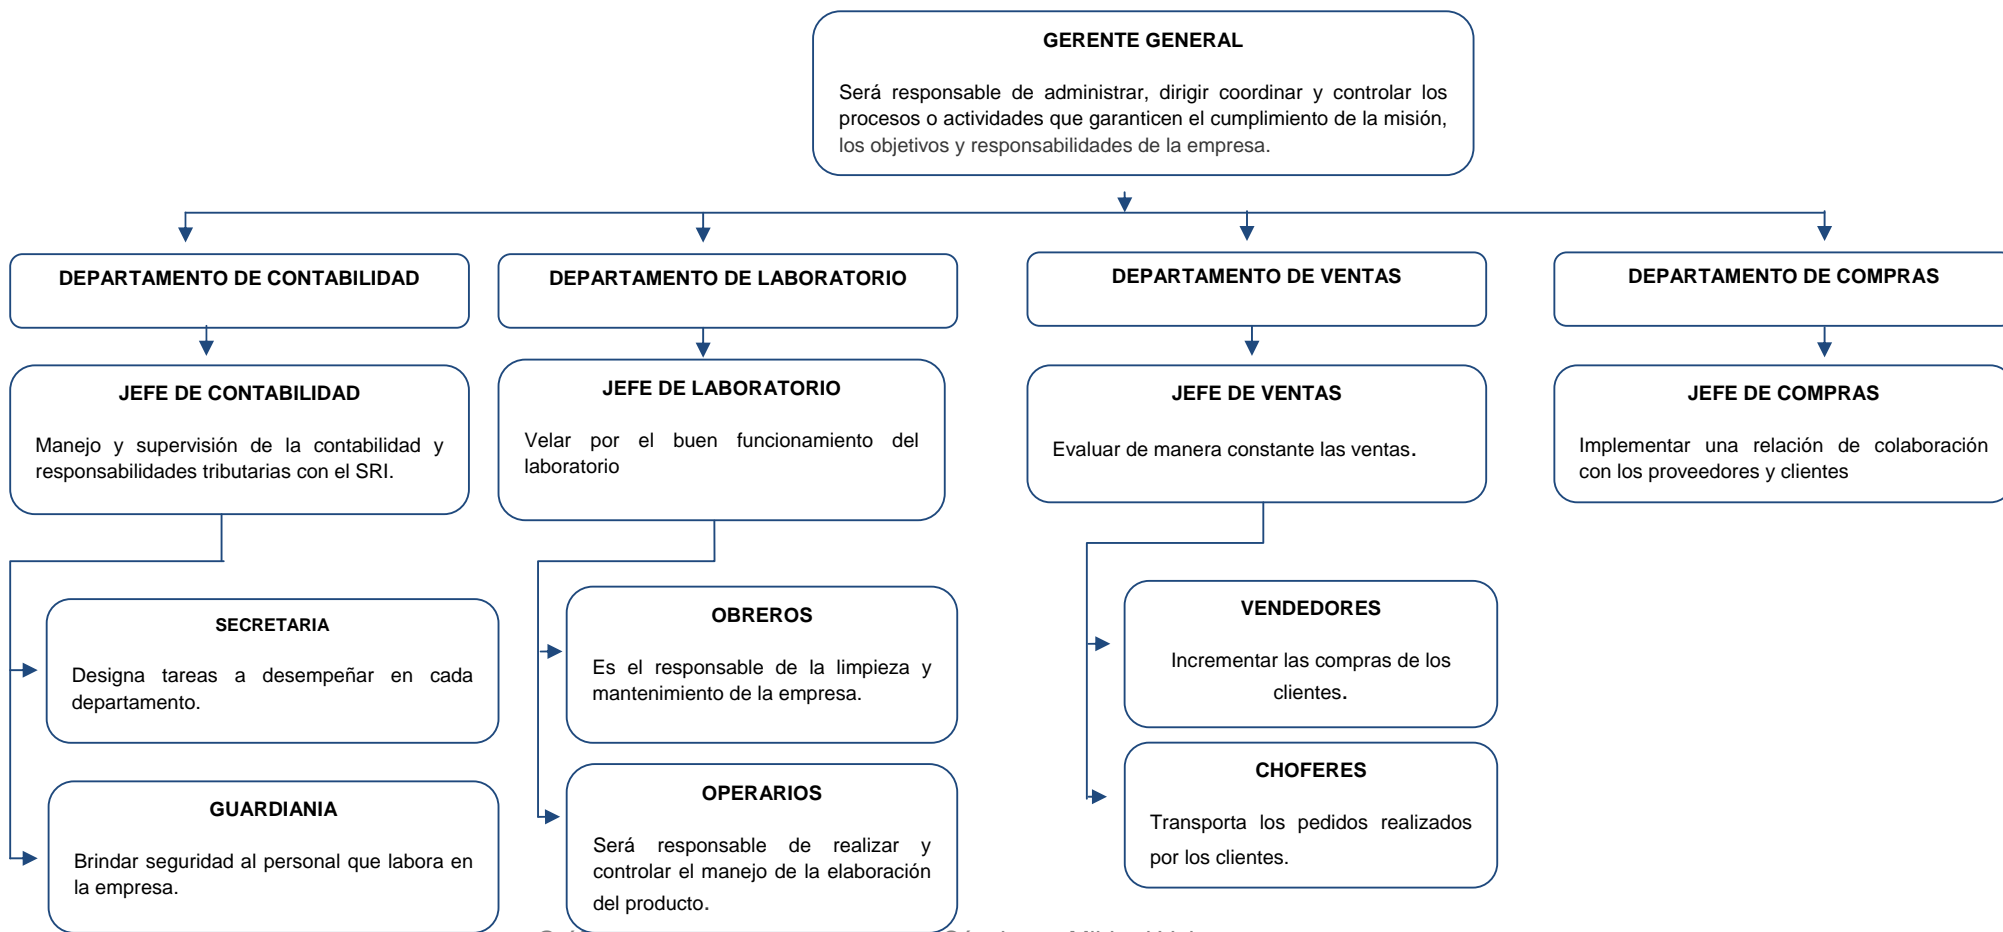 GERENTE GENERAL
Será responsable de administrar, dirigir coordinar y controlar los
procesos o actividades que garanticen el cumplimiento de la misión,
los objetivos y responsabilidades de la empresa.
DEPARTAMENTO DE CONTABILIDAD
DEPARTAMENTO DE LABORATORIO
DEPARTAMENTO DE VENTAS
DEPARTAMENTO DE COMPRAS
JEFE DE CONTABILIDAD
Manejo y supervisión de la contabilidad y
responsabilidades tributarias con el SRI.
JEFE DE LABORATORIO
Velar por el buen funcionamiento del
laboratorio
JEFE DE VENTAS
Evaluar de manera constante las ventas.
JEFE DE COMPRAS
Implementar una relación de colaboración
con los proveedores y clientes
SECRETARIA
Designa tareas a desempeñar en cada
departamento.
OBREROS
Es el responsable de la limpieza y
mantenimiento de la empresa.
VENDEDORES
Incrementar las compras de los
clientes.
GUARDIANIA
Brindar seguridad al personal que labora en
la empresa.
OPERARIOS
Será responsable de realizar y
controlar el manejo de la elaboración
del producto.
CHOFERES
Transporta los pedidos realizados
por los clientes.